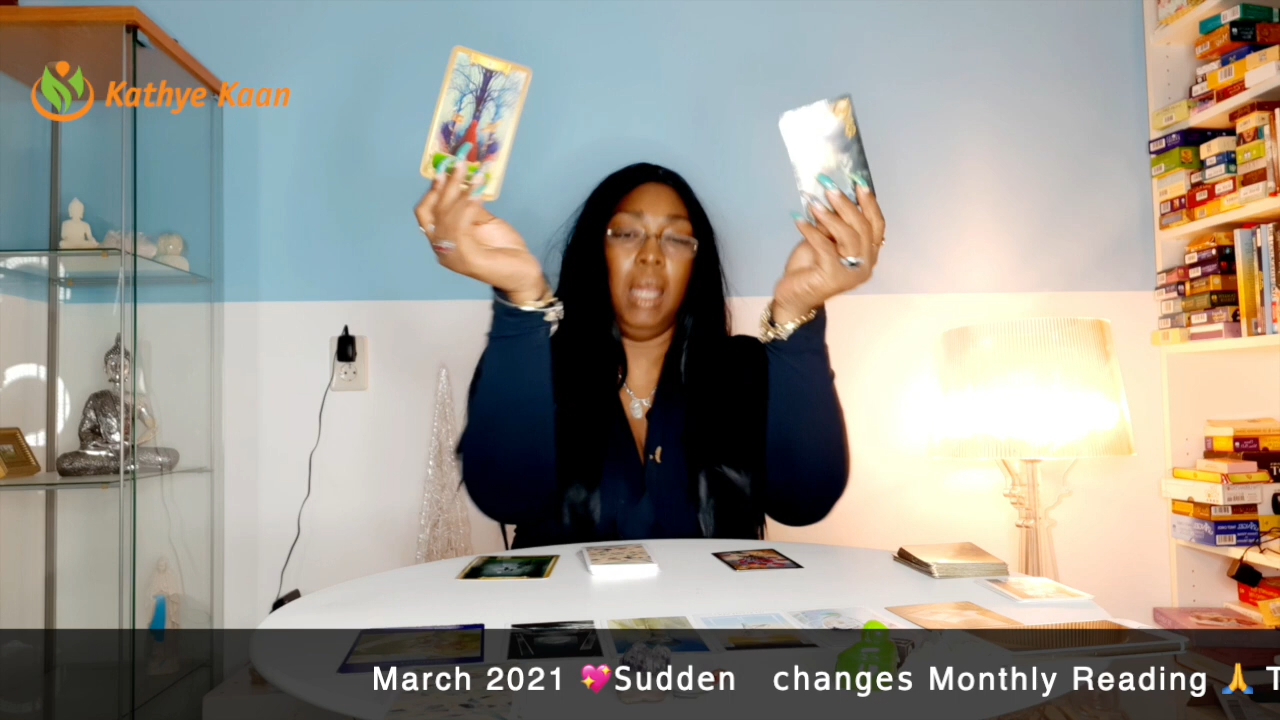 Kathye Kaan
March 2021 💖Sudden changes Monthly Reading 🙏 T